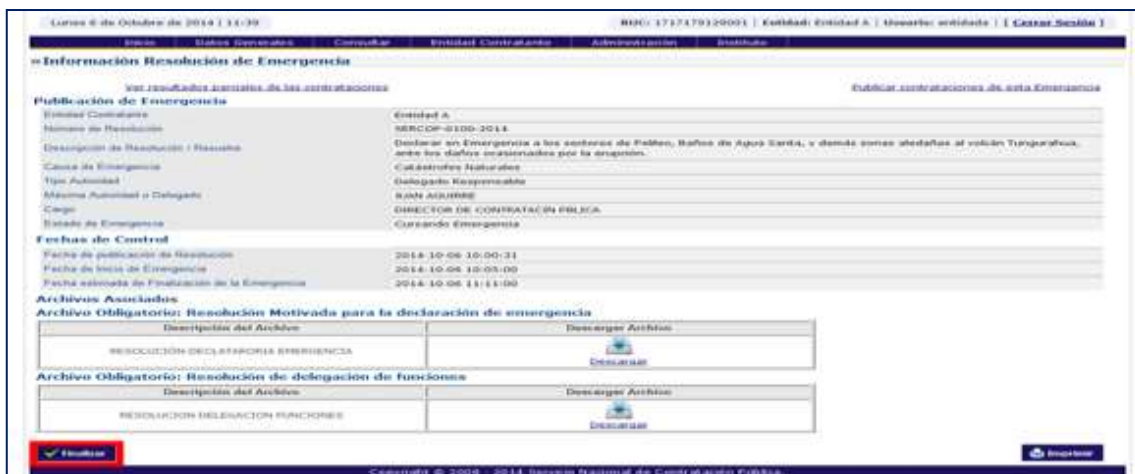 Lunes 6 de Octubre de 2014 | 11:39
RUC: 1717179129001 | Entidad: Entidad A | Usuario: entidada | [ Cerrar Sesión ]
Inicio Datos Generales Consultar Entidad Contratante Administración Instituto
»Información Resolución de Emergencia
Ver resultados parciales de las contrataciones
Publicar contrataciones de esta Emergencia
Publicación de Emergencia
Entidad Contratante Entidad A
Número de Resolución SERCOP-0100-2014
Descripción de Resolución / Resuelve Declarar en Emergencia a los sectores de Pelileo, Baños de Agua Santa, y demás zonas aledañas al volcán Tungurahua,
ante los daños ocasionados por la erupción.
Causa de Emergencia Catástrofes Naturales
Tipo Autoridad Delegado Responsable
Máxima Autoridad o Delegado JUAN AGUIRRE
Cargo DIRECTOR DE CONTRATACIN PBLICA
Estado de Emergencia Cursando Emergencia
Fechas de Control
Fecha de publicación de Resolución 2014-10-06 10:00:31
Fecha de Inicio de Emergencia 2014-10-06 10:05:00
Fecha estimada de Finalización de la Emergencia 2014-10-06 11:11:00
Archivos Asociados
Archivo Obligatorio: Resolución Motivada para la declaración de emergencia
Descripción del Archivo Descargar Archivo
RESOLUCIÓN DECLATAPORIA EMERGENCIA
Descargar
Archivo Obligatorio: Resolución de delegación de funciones
Descripción del Archivo Descargar Archivo
RESOLUCION DELEGACION FUNCIONES
Descargar
Finalizar
Imprimir
Copyright © 2008 - 2014 Servicio Nacional de Contratación Pública.